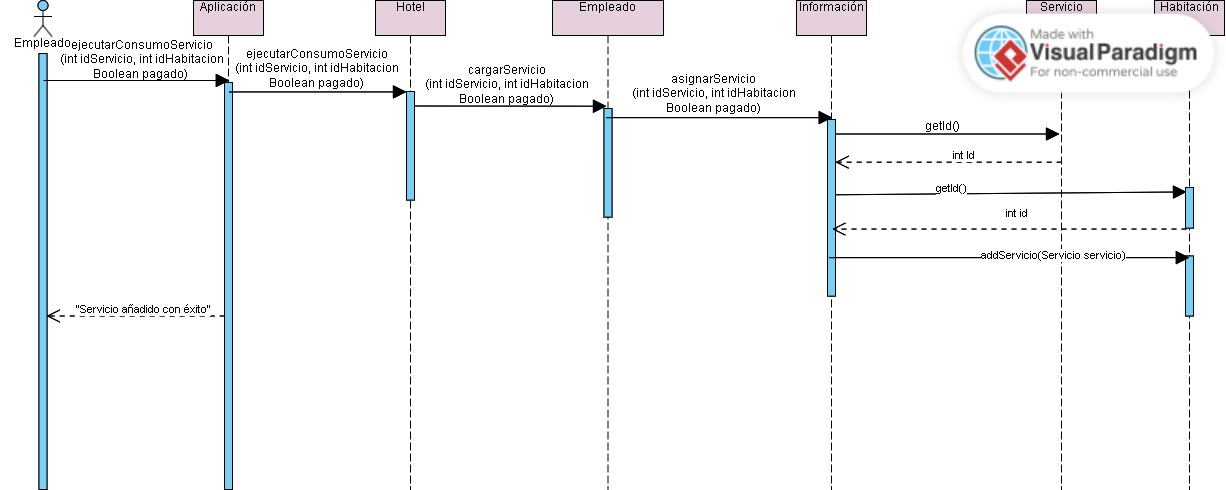 Aplicación
Hotel
Empleado
Información
Servicio
Habitación
Made with
VisualParadigm
For non-commercial use
Empleado
ejecutarConsumoServicio
(int idServicio, int idHabitacion
Boolean pagado)
ejecutarConsumoServicio
(int idServicio, int idHabitacion
Boolean pagado)
cargarServicio
(int idServicio, int idHabitacion
Boolean pagado)
asignarServicio
(int idServicio, int idHabitacion
Boolean pagado)
getId()
int Id
getId()
int id
addServicio(Servicio servicio)
"Servicio añadido con éxito"